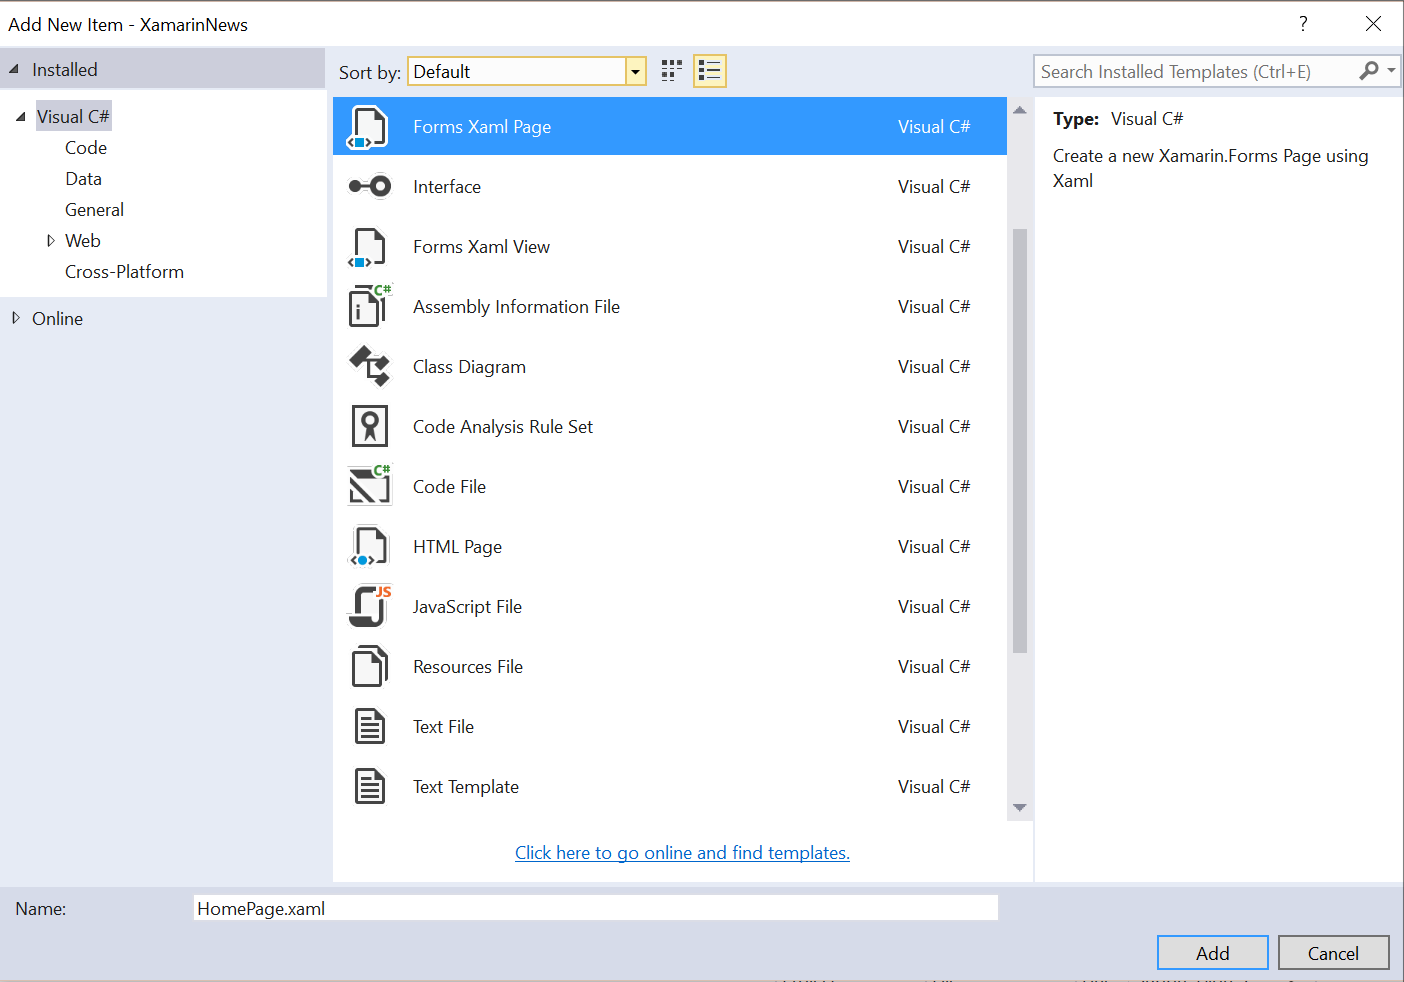 Add New Item - XamarinNews
?
Installed
Sort by: Default
Search Installed Templates (Ctrl+E)
Visual C#
Code
Data
General
Web
Cross-Platform
Online
Forms Xaml Page Visual C#
Interface Visual C#
Forms Xaml View Visual C#
C#
Assembly Information File Visual C#
Class Diagram Visual C#
Code Analysis Rule Set Visual C#
C#
Code File Visual C#
HTML Page Visual C#
JS
JavaScript File Visual C#
Resources File Visual C#
Text File Visual C#
Text Template Visual C#
Click here to go online and find templates.
Type: Visual C#
Create a new Xamarin.Forms Page using
Xaml
Name: HomePage.xaml
Add Cancel